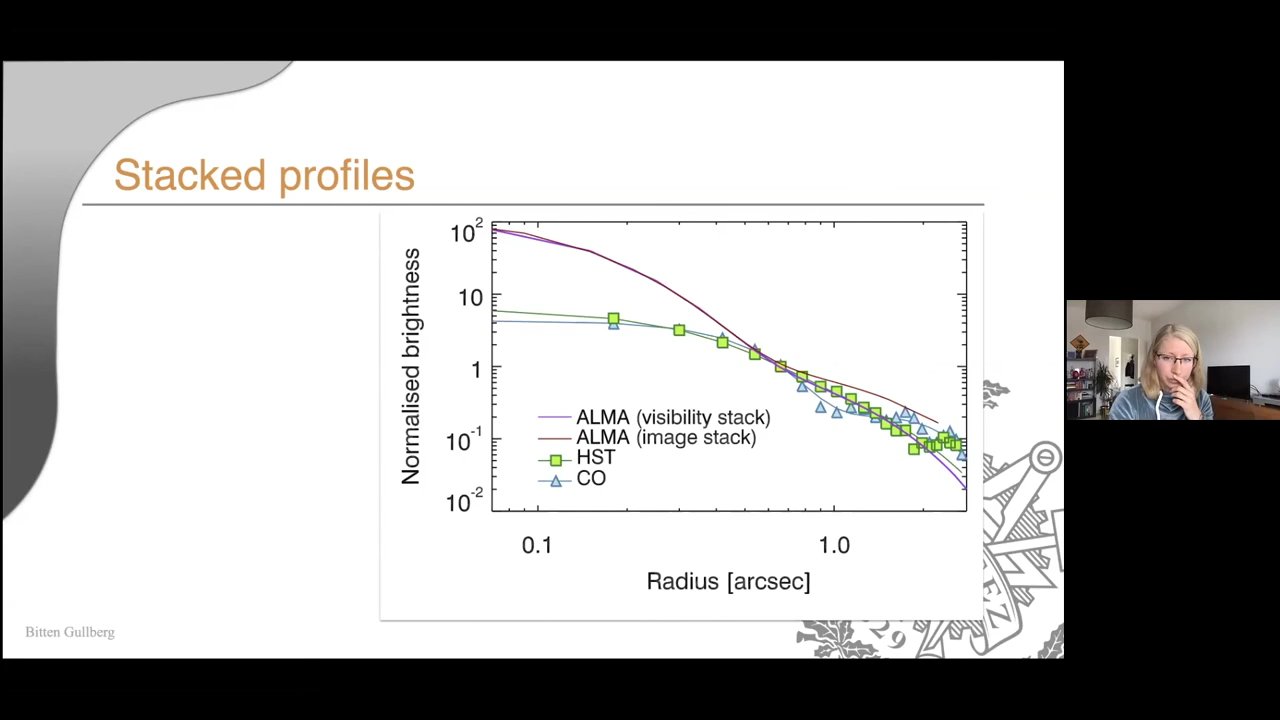 Stacked profiles
Normalised brightness
10²
10
1
10⁻¹
10⁻²
ALMA (visibility stack)
ALMA (image stack)
HST
CO
0.1
1.0
Radius [arcsec]
Bitten Gullberg
29